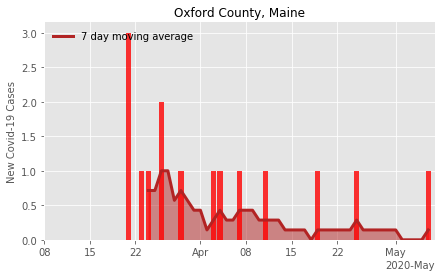 Oxford County, Maine
7 day moving average
New Covid-19 Cases
3.0
2.5
2.0
1.5
1.0
0.5
0.0
08 15 22 Apr 08 15 22 May
2020-May